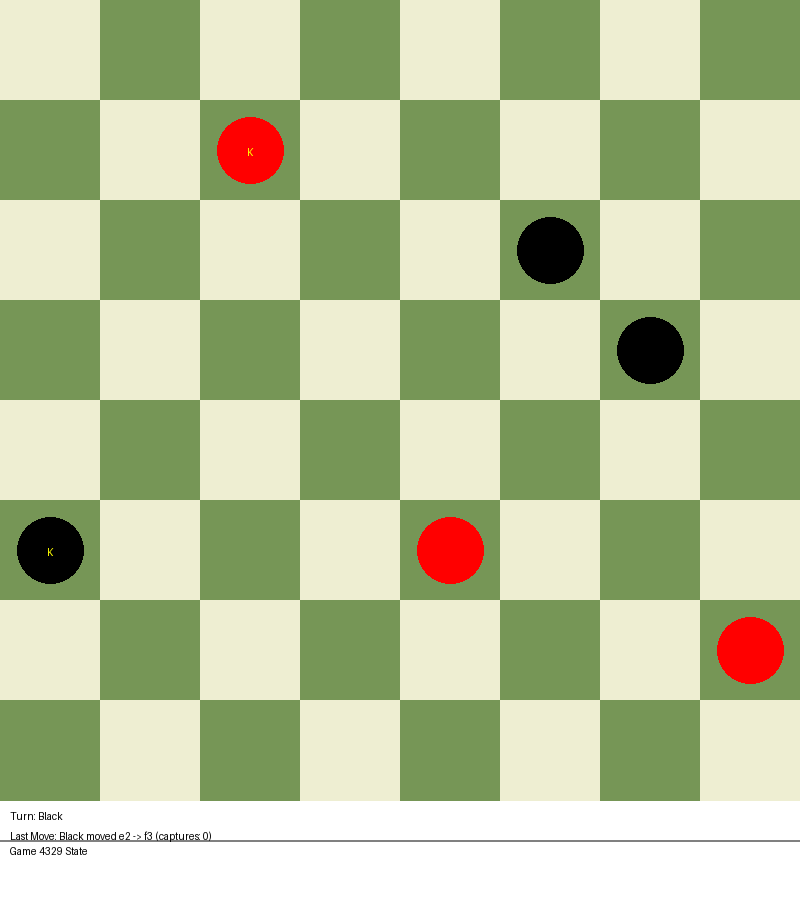 K
K
Turn: Black
Last Move: Black moved e2 -> f3 (captures: 0)
Game 4329 State